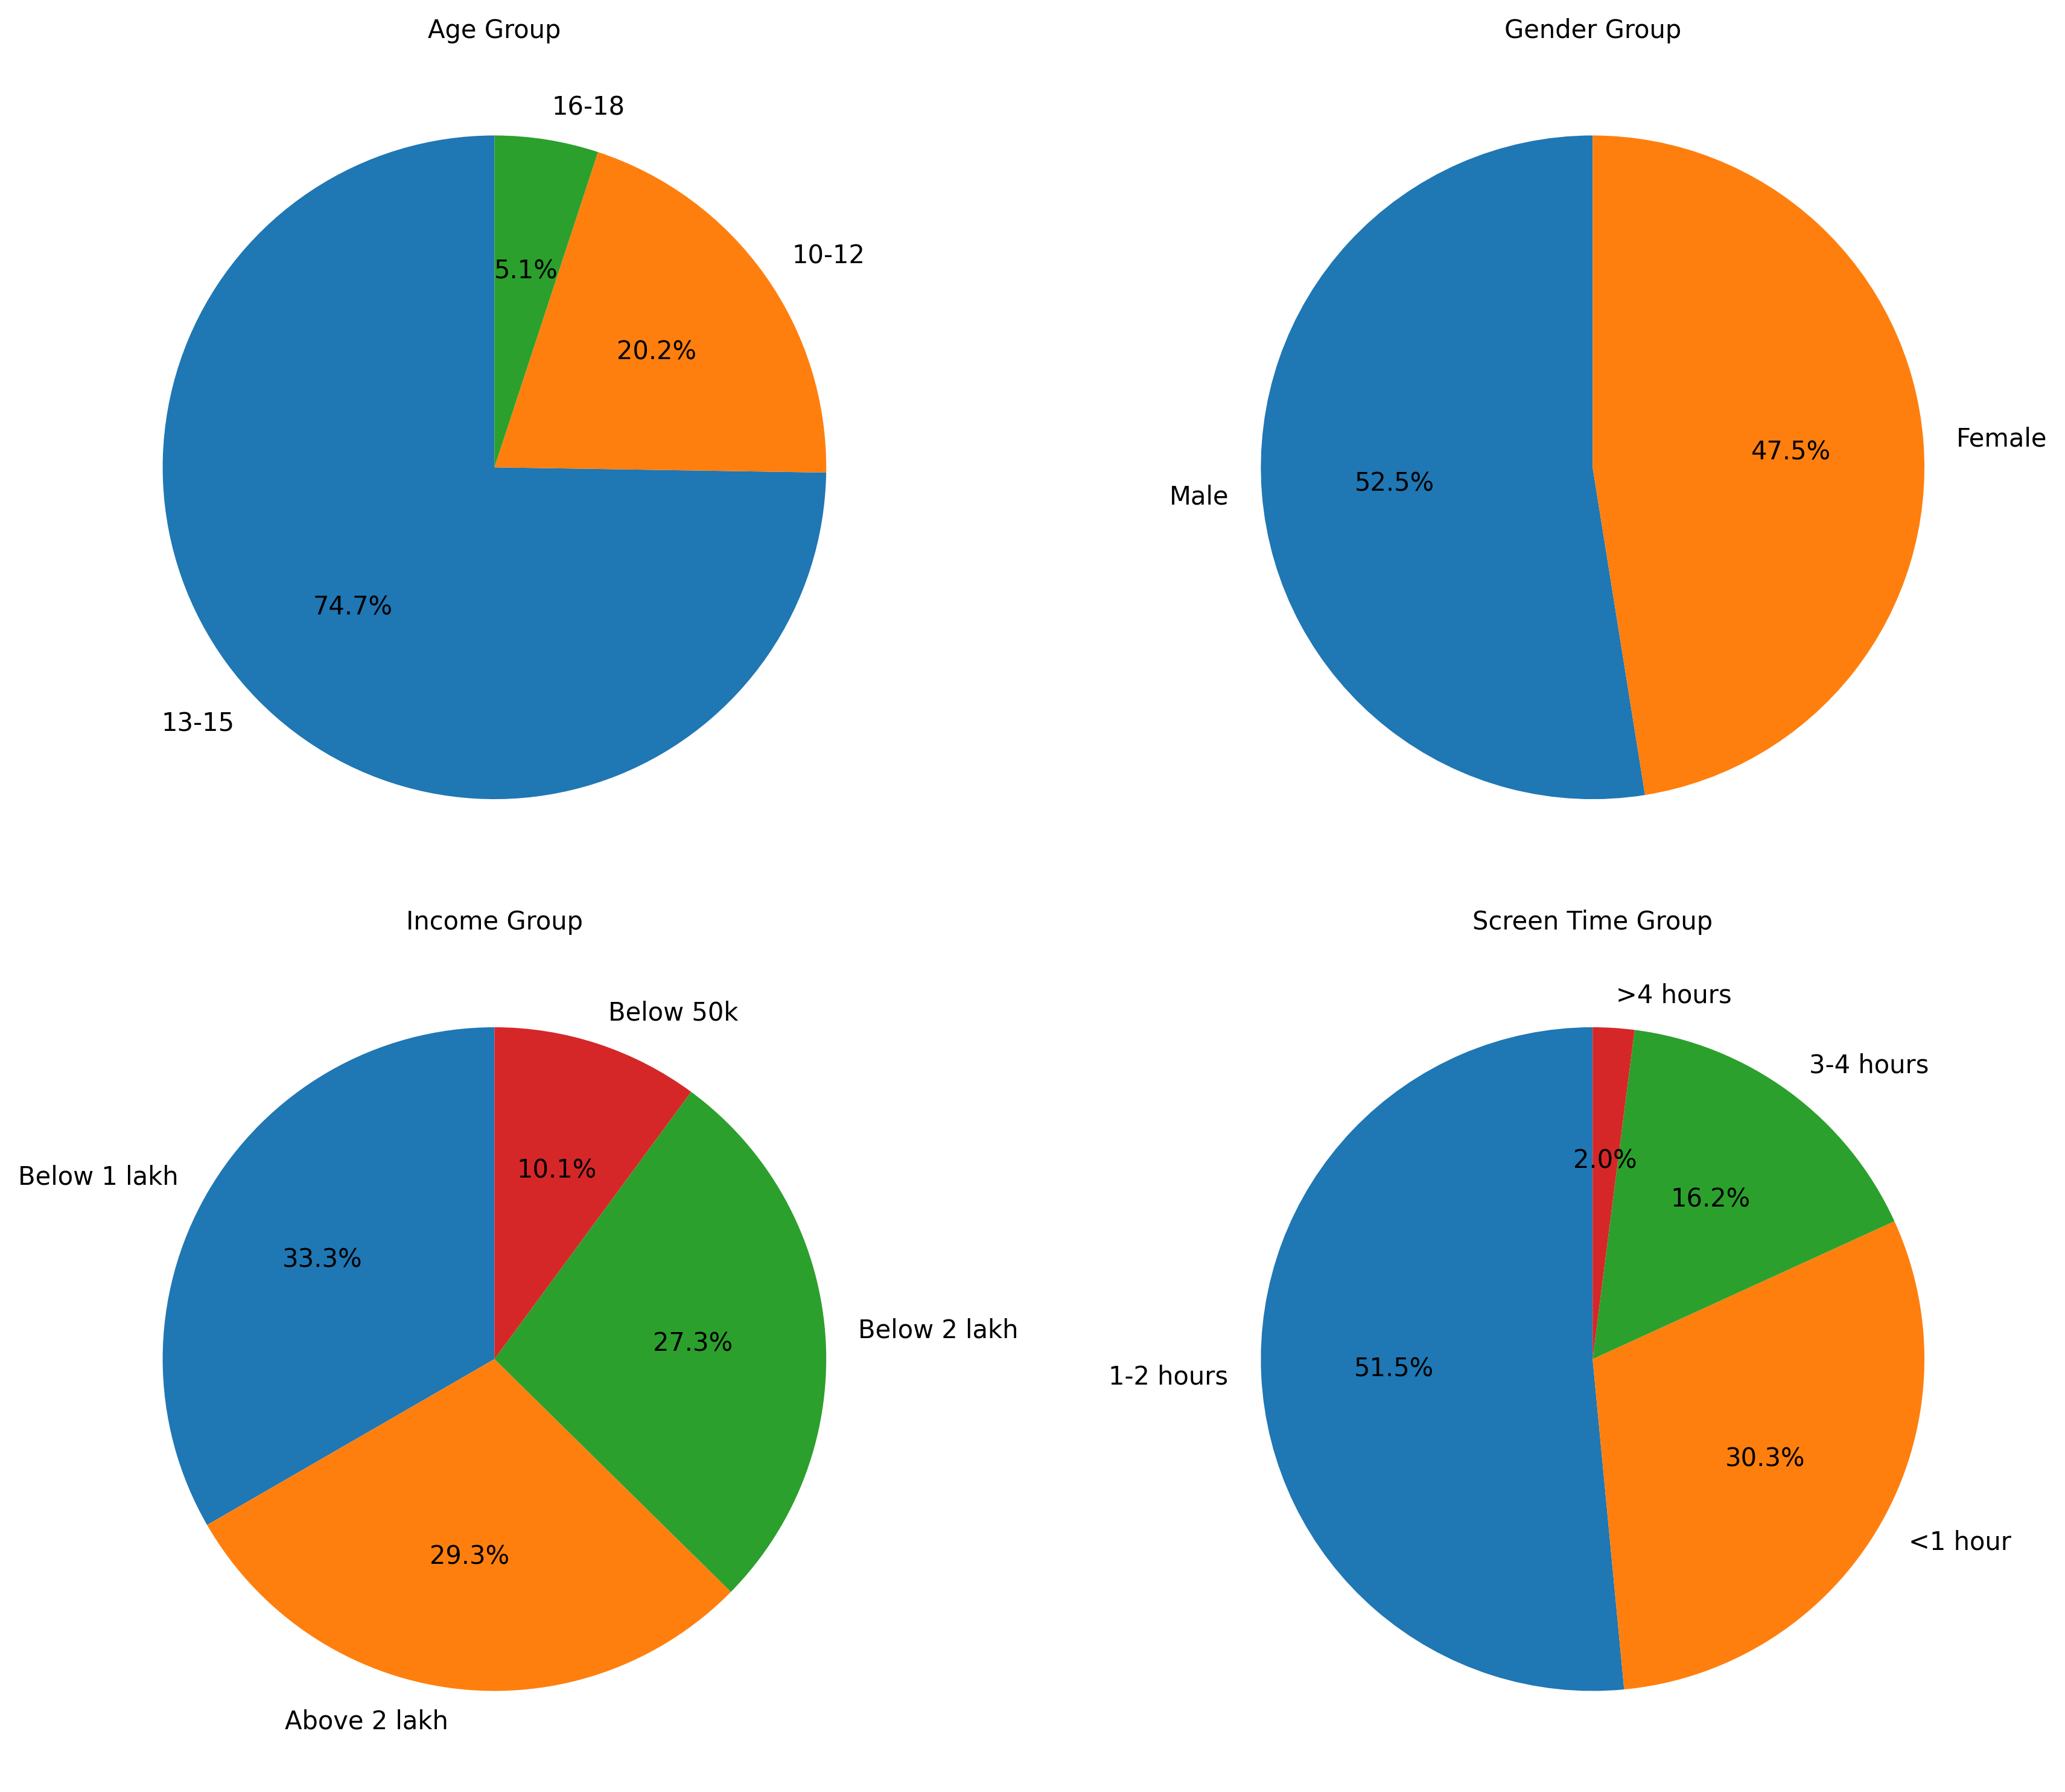 Age Group
16-18
10-12
5.1%
20.2%
74.7%
13-15
Gender Group
Female
47.5%
52.5%
Male
Income Group
Below 50k
Below 1 lakh
10.1%
33.3%
27.3%
Below 2 lakh
29.3%
Above 2 lakh
Screen Time Group
>4 hours
3-4 hours
2.0%
16.2%
1-2 hours
51.5%
30.3%
<1 hour